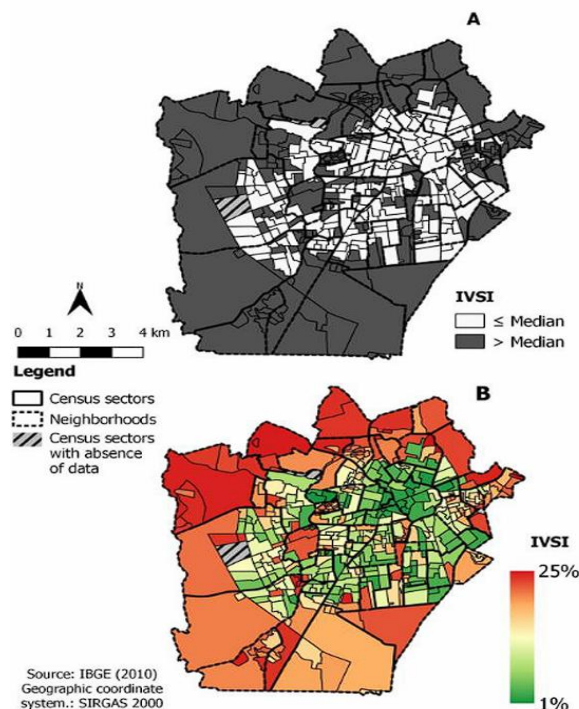 A
N
0 1 2 3 4 km
Legend
Census sectors
Neighborhoods
Census sectors
with absence
of data
IVSI
≤ Median
> Median
B
IVSI
25%
1%
Source: IBGE (2010)
Geographic coordinate
system.: SIRGAS 2000